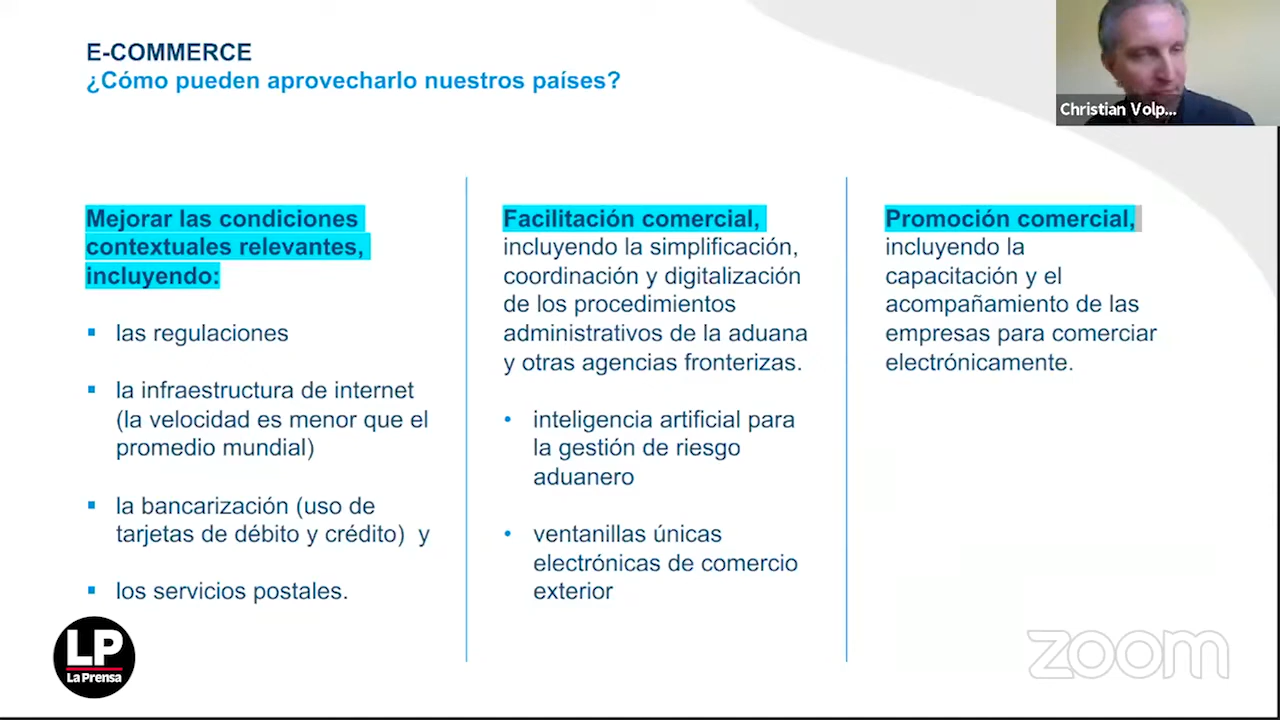 E-COMMERCE
¿Cómo pueden aprovecharlo nuestros países?
Christian Volp...
Mejorar las condiciones
contextuales relevantes,
incluyendo:
las regulaciones
la infraestructura de internet
(la velocidad es menor que el
promedio mundial)
la bancarización (uso de
tarjetas de débito y crédito) y
los servicios postales.
Facilitación comercial,
incluyendo la simplificación,
coordinación y digitalización
de los procedimientos
administrativos de la aduana
y otras agencias fronterizas.
inteligencia artificial para
la gestión de riesgo
aduanero
ventanillas únicas
electrónicas de comercio
exterior
Promoción comercial,
incluyendo la
capacitación y el
acompañamiento de las
empresas para comerciar
electrónicamente.
LP
La Prensa
zoom